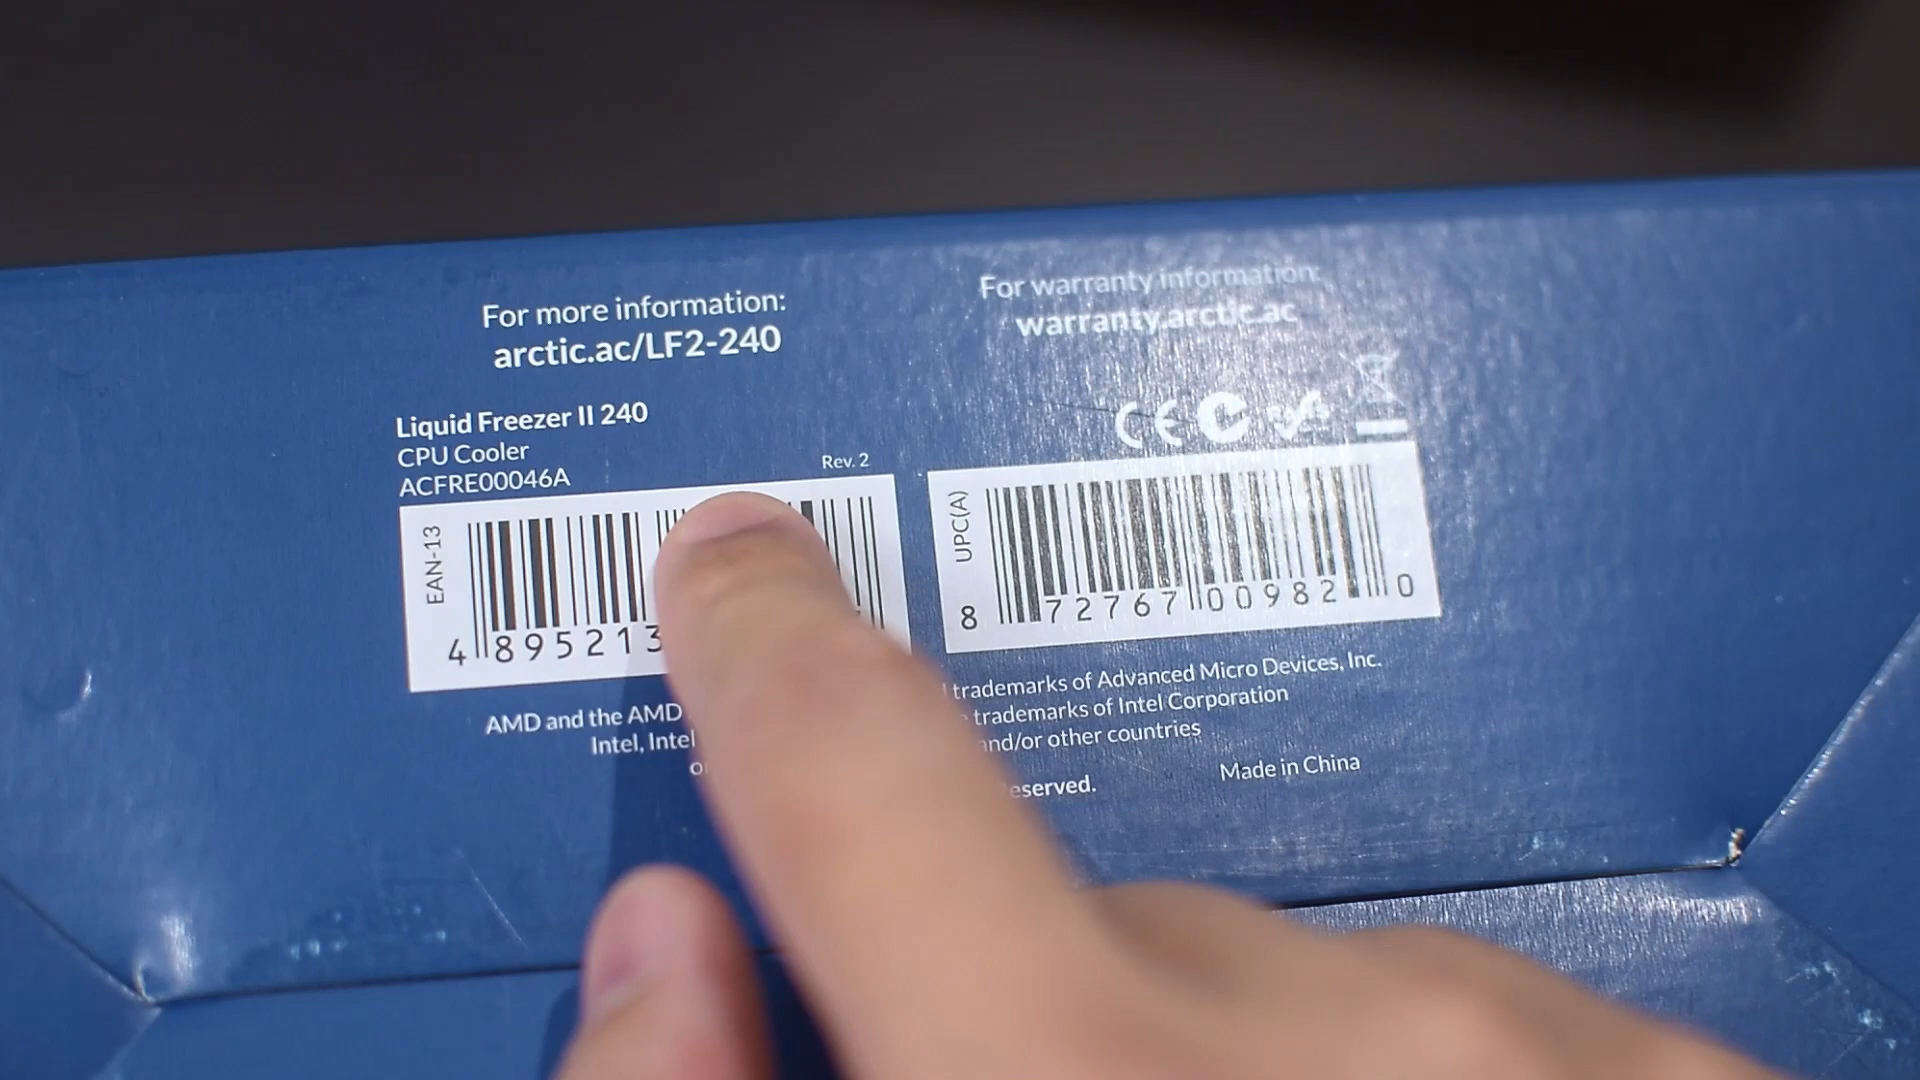 For more information:
arctic.ac/LF2-240
For warranty information:
warranty.arctic.ac
Liquid Freezer II 240
CPU Cooler
ACFRE00046A
Rev. 2
CE
EAN-13
4 895213
UPC(A)
8 72767 00982 0
AMD and the AMD trademarks of Advanced Micro Devices, Inc.
Intel, Intel trademarks of Intel Corporation
and/or other countries
Made in China